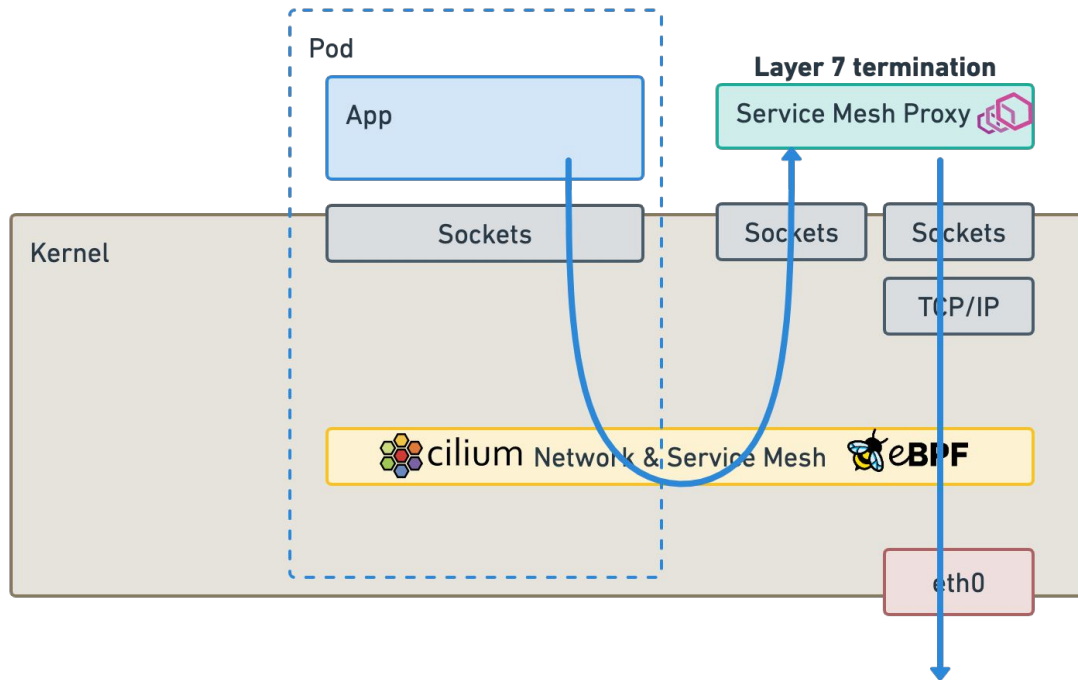 Pod
Layer 7 termination
App
Service Mesh Proxy
Kernel
Sockets
Sockets
Sockets
TCP/IP
cilium Network & Service Mesh eBPF
eth0